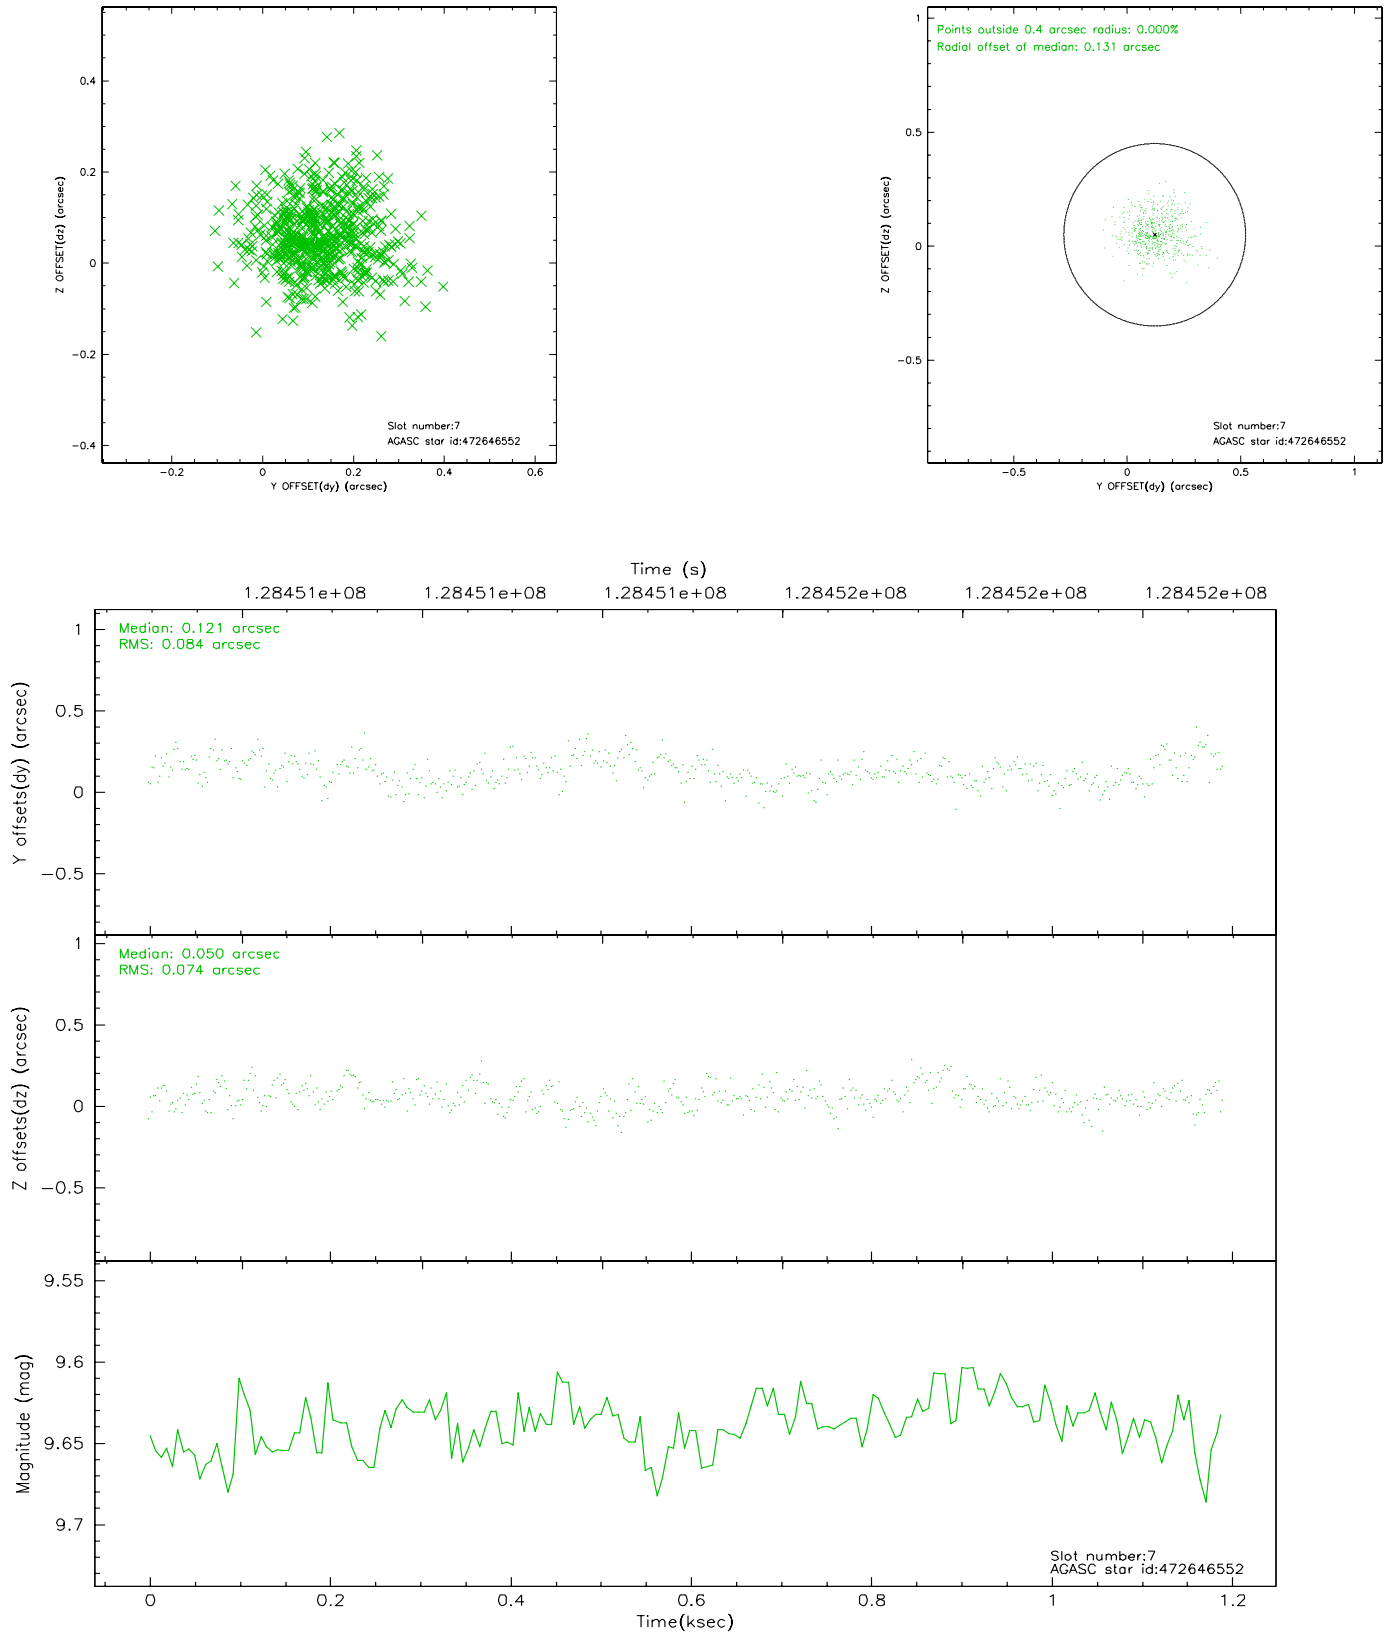 0.4
0.2
0
−0.2
−0.4
Z OFFSET(dz) (arcsec)
Slot number:7
AGASC star id:472646552
−0.2 0 0.2 0.4 0.6
Y OFFSET(dy) (arcsec)
Points outside 0.4 arcsec radius: 0.000%
Radial offset of median: 0.131 arcsec
1
0.5
0
−0.5
Z OFFSET(dz) (arcsec)
Slot number:7
AGASC star id:472646552
−0.5 0 0.5 1
Y OFFSET(dy) (arcsec)
Time (s)
1.28451e+08 1.28451e+08 1.28451e+08 1.28452e+08 1.28452e+08 1.28452e+08
Median: 0.121 arcsec
RMS: 0.084 arcsec
1
0.5
0
−0.5
Y offsets(dy) (arcsec)
Median: 0.050 arcsec
RMS: 0.074 arcsec
1
0.5
0
−0.5
Z offsets(dz) (arcsec)
9.55
9.6
9.65
9.7
Magnitude (mag)
Slot number:7
AGASC star id:472646552
0 0.2 0.4 0.6 0.8 1 1.2
Time(ksec)